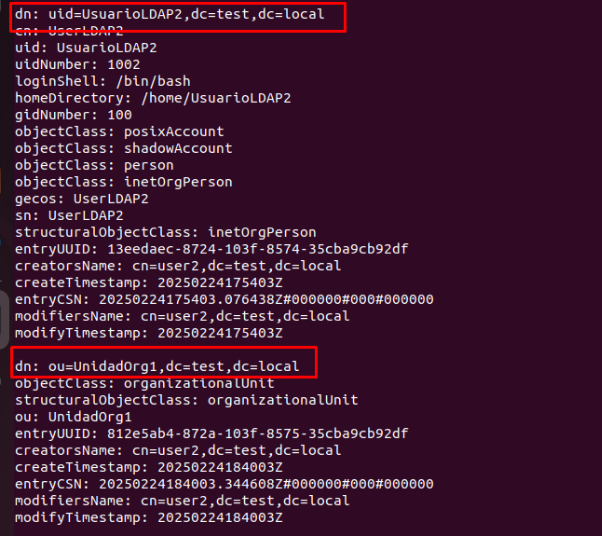 dn: uid=UsuarioLDAP2,dc=test,dc=local
cn: UserLDAP2
uid: UsuarioLDAP2
uidNumber: 1002
loginShell: /bin/bash
homeDirectory: /home/UsuarioLDAP2
gidNumber: 100
objectClass: posixAccount
objectClass: shadowAccount
objectClass: person
objectClass: inetOrgPerson
gecos: UserLDAP2
sn: UserLDAP2
structuralObjectClass: inetOrgPerson
entryUUID: 13eedaec-8724-103f-8574-35cba9cb92df
creatorsName: cn=user2,dc=test,dc=local
createTimestamp: 20250224175403Z
entryCSN: 20250224175403.076438Z#000000#000#000000
modifiersName: cn=user2,dc=test,dc=local
modifyTimestamp: 20250224175403Z
dn: ou=UnidadOrg1,dc=test,dc=local
objectClass: organizationalUnit
structuralObjectClass: organizationalUnit
ou: UnidadOrg1
entryUUID: 812e5ab4-872a-103f-8575-35cba9cb92df
creatorsName: cn=user2,dc=test,dc=local
createTimestamp: 20250224184003Z
entryCSN: 20250224184003.344608Z#000000#000#000000
modifiersName: cn=user2,dc=test,dc=local
modifyTimestamp: 20250224184003Z